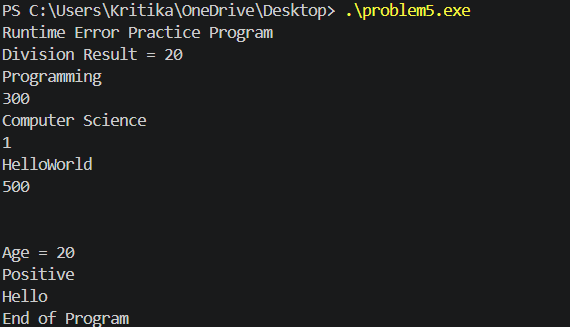 PS C:\Users\Kritika\OneDrive\Desktop> .\problem5.exe
Runtime Error Practice Program
Division Result = 20
Programming
300
Computer Science
1
HelloWorld
500
Age = 20
Positive
Hello
End of Program